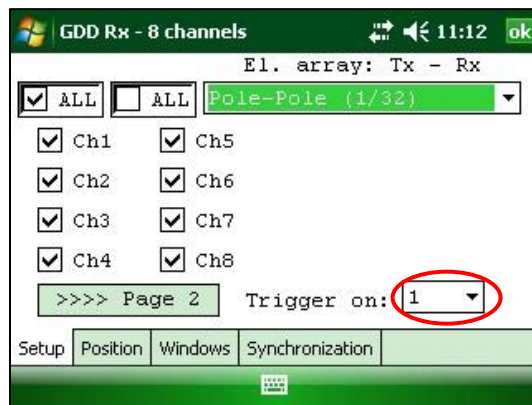 GDD Rx - 8 channels 11:12 ok
El. array: Tx - Rx
ALL ALL Pole-Pole (1/32)
Ch1 Ch5
Ch2 Ch6
Ch3 Ch7
Ch4 Ch8
>>>> Page 2 Trigger on: 1
Setup Position Windows Synchronization